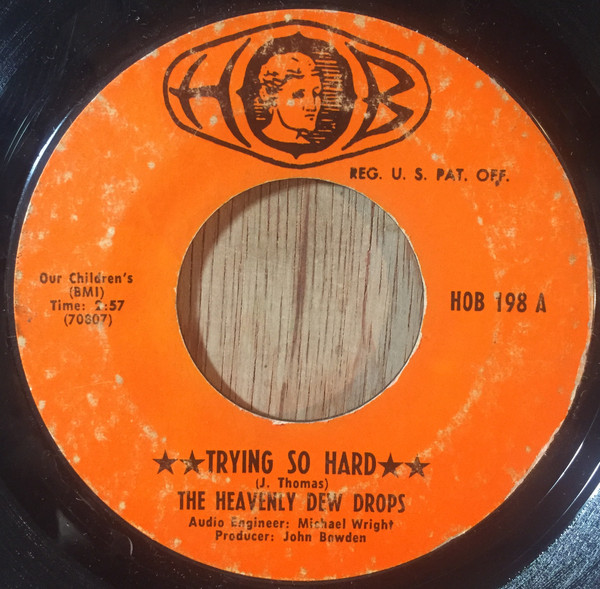 HOB
REG. U. S. PAT. OFF.
Our Children's
(BMI)
Time: 2:57
(70807)
HOB 198 A
★★TRYING SO HARD★★
(J. Thomas)
THE HEAVENLY DEW DROPS
Audio Engineer: Michael Wright
Producer: John Bowden